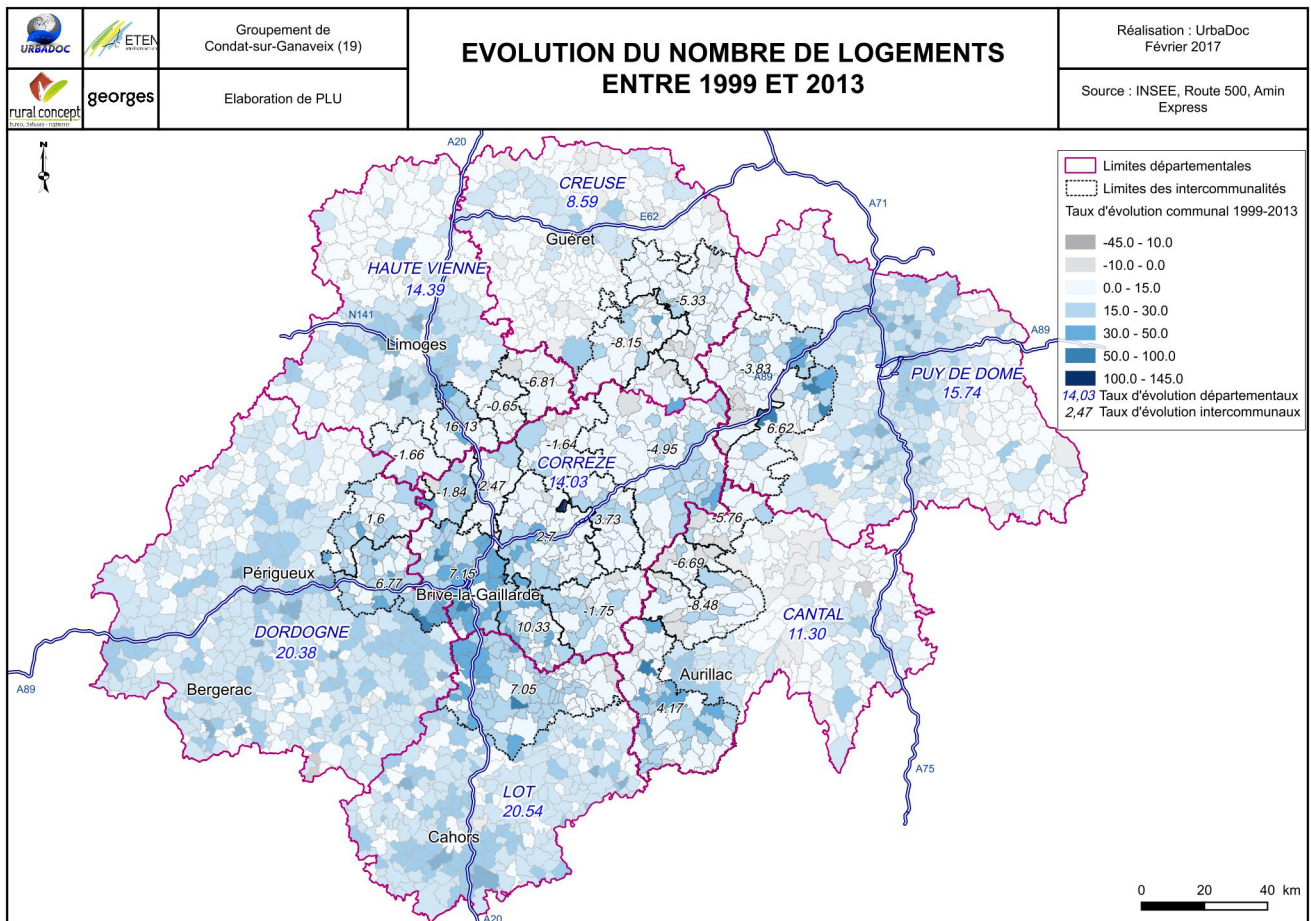 URBADOC
ETEN
Groupement de
Condat-sur-Ganaveix (19)
rural concept
georges
Elaboration de PLU
EVOLUTION DU NOMBRE DE LOGEMENTS
ENTRE 1999 ET 2013
Réalisation : UrbaDoc
Février 2017
Source : INSEE, Route 500, Amin
Express
N
Limites départementales
Limites des intercommunalités
Taux d'évolution communal 1999-2013
-45.0 - 10.0
-10.0 - 0.0
0.0 - 15.0
15.0 - 30.0
30.0 - 50.0
50.0 - 100.0
100.0 - 145.0
14,03 Taux d'évolution départementaux
2,47 Taux d'évolution intercommunaux
A20
CREUSE
8.59
E62
A71
Guéret
HAUTE VIENNE
14.39
-5.33
N141
A89
Limoges
-8.15
-3.83
A89
PUY DE DOME
15.74
-6.81
-0.65
16.13
6.62
-1.64
-4.95
-1.66
CORREZE
14.03
-1.84
2.47
1.6
3.73
-5.76
2.7
-6.69
Périgueux
6.77
7.15
Brive-la-Gaillarde
-1.75
-8.48
CANTAL
11.30
10.33
DORDOGNE
20.38
A89
Bergerac
7.05
Aurillac
4.17
A75
LOT
20.54
Cahors
A20
0 20 40 km